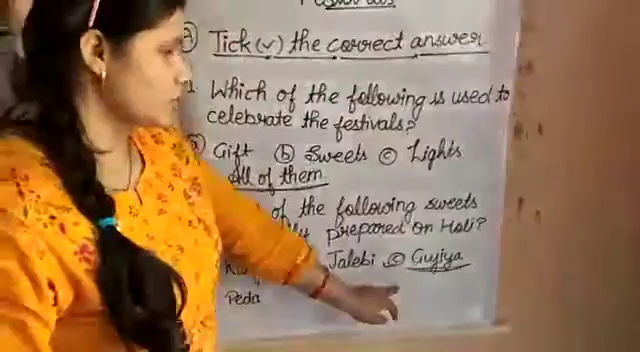 A) Tick (✓) the correct answer
1. Which of the following is used to
celebrate the festivals?
a) Gift b) Sweets c) Lights
All of them
of the following sweets
prepared on Holi?
Jalebi c) Gujiya
Peda